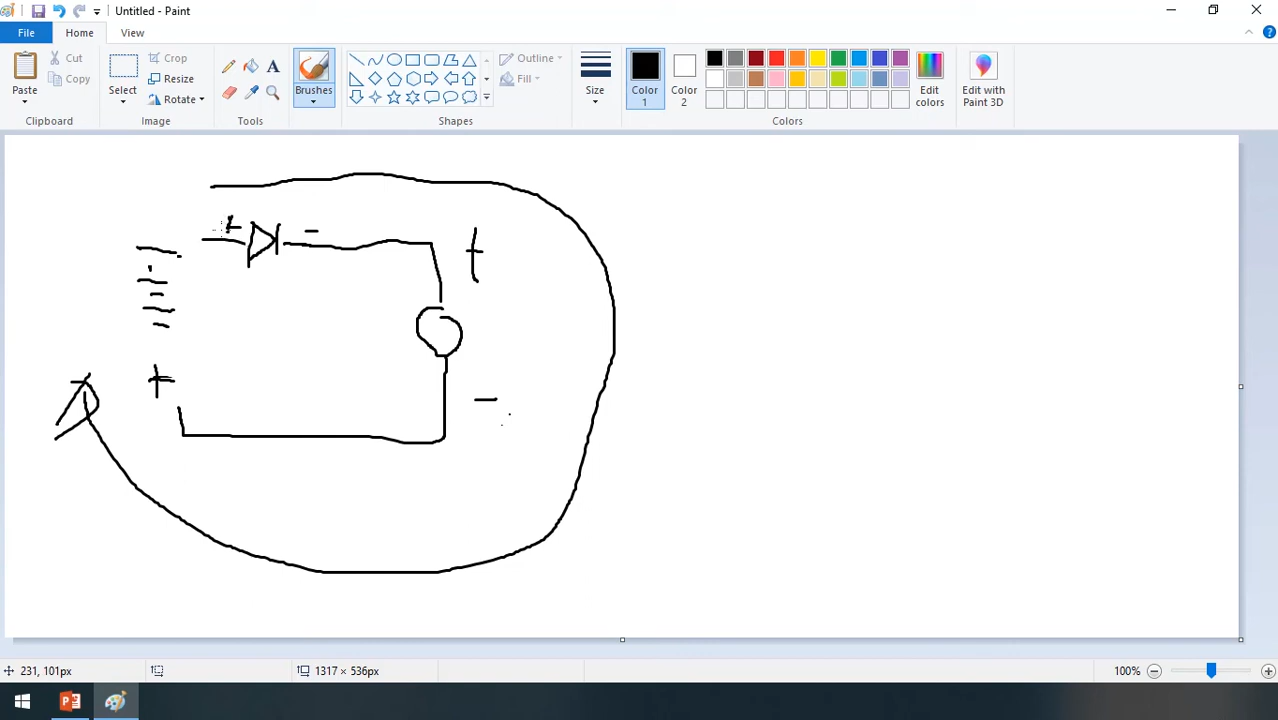 Untitled - Paint
File
Home
View
Paste
Cut
Copy
Clipboard
Select
Crop
Resize
Rotate
Image
A
Tools
Brushes
Shapes
Outline
Fill
Size
Color 1
Color 2
Edit colors
Edit with Paint 3D
Colors
+ -
+
+
-
231, 101px
1317 × 536px
100%